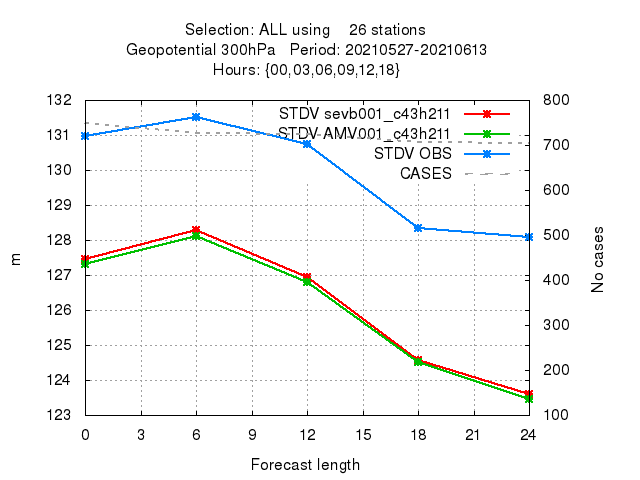 Selection: ALL using 26 stations
Geopotential 300hPa Period: 20210527-20210613
Hours: {00,03,06,09,12,18}
132 800
STDV sevb001_c43h211
131 STDV AMV001_c43h211
700
STDV OBS
130 CASES
600
129
128 500
m No cases
127 400
126
300
125
200
124
123 100
0 3 6 9 12 15 18 21 24
Forecast length